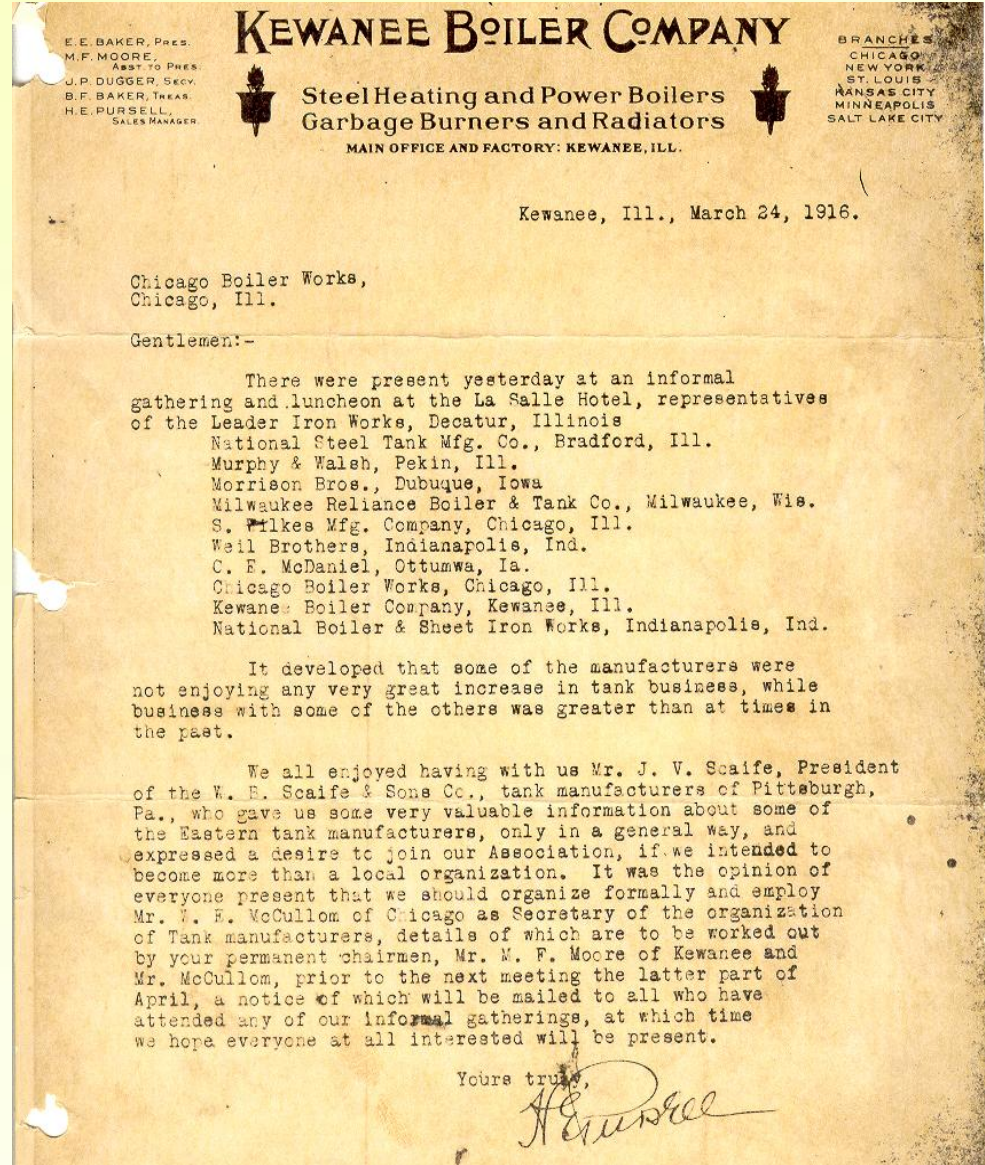 KEWANEE BOILER COMPANY
E. E. BAKER, PRES.
M. F. MOORE,
ASST. TO PRES.
J. P. DUGGER, SECY.
B. F. BAKER, TREAS.
H. E. PURSELL,
SALES MANAGER.
Steel Heating and Power Boilers
Garbage Burners and Radiators
MAIN OFFICE AND FACTORY: KEWANEE, ILL.
BRANCHES
CHICAGO
NEW YORK
ST. LOUIS
KANSAS CITY
MINNEAPOLIS
SALT LAKE CITY
Kewanee, Ill., March 24, 1916.
Chicago Boiler Works,
Chicago, Ill.
Gentlemen:-
There were present yesterday at an informal
gathering and luncheon at the La Salle Hotel, representatives
of the Leader Iron Works, Decatur, Illinois
National Steel Tank Mfg. Co., Bradford, Ill.
Murphy & Walsh, Pekin, Ill.
Morrison Bros., Dubuque, Iowa
Milwaukee Reliance Boiler & Tank Co., Milwaukee, Wis.
S. Wilkes Mfg. Company, Chicago, Ill.
Weil Brothers, Indianapolis, Ind.
C. E. McDaniel, Ottumwa, Ia.
Chicago Boiler Works, Chicago, Ill.
Kewanee Boiler Company, Kewanee, Ill.
National Boiler & Sheet Iron Works, Indianapolis, Ind.
It developed that some of the manufacturers were
not enjoying any very great increase in tank business, while
business with some of the others was greater than at times in
the past.
We all enjoyed having with us Mr. J. V. Scaife, President
of the W. B. Scaife & Sons Co., tank manufacturers of Pittsburgh,
Pa., who gave us some very valuable information about some of
the Eastern tank manufacturers, only in a general way, and
expressed a desire to join our Association, if we intended to
become more than a local organization. It was the opinion of
everyone present that we should organize formally and employ
Mr. W. E. McCullom of Chicago as Secretary of the organization
of Tank manufacturers, details of which are to be worked out
by your permanent chairmen, Mr. M. F. Moore of Kewanee and
Mr. McCullom, prior to the next meeting the latter part of
April, a notice of which will be mailed to all who have
attended any of our informal gatherings, at which time
we hope everyone at all interested will be present.
Yours truly,
H E Pursell